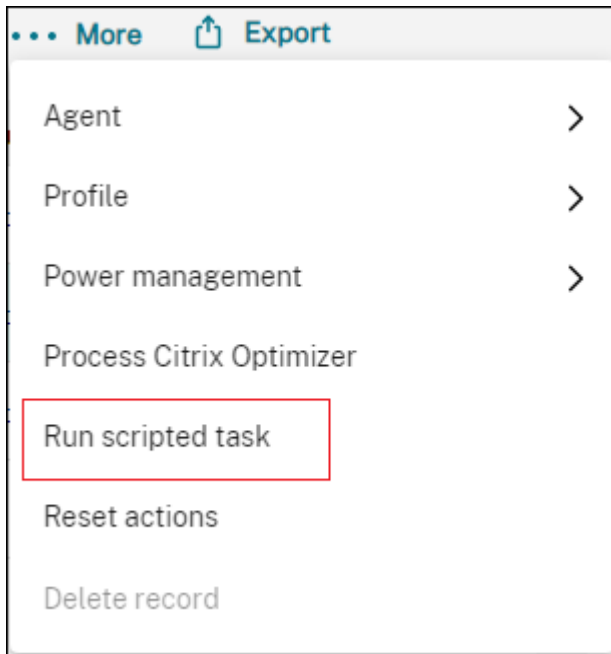 ••• More Export
Agent
Profile
Power management
Process Citrix Optimizer
Run scripted task
Reset actions
Delete record